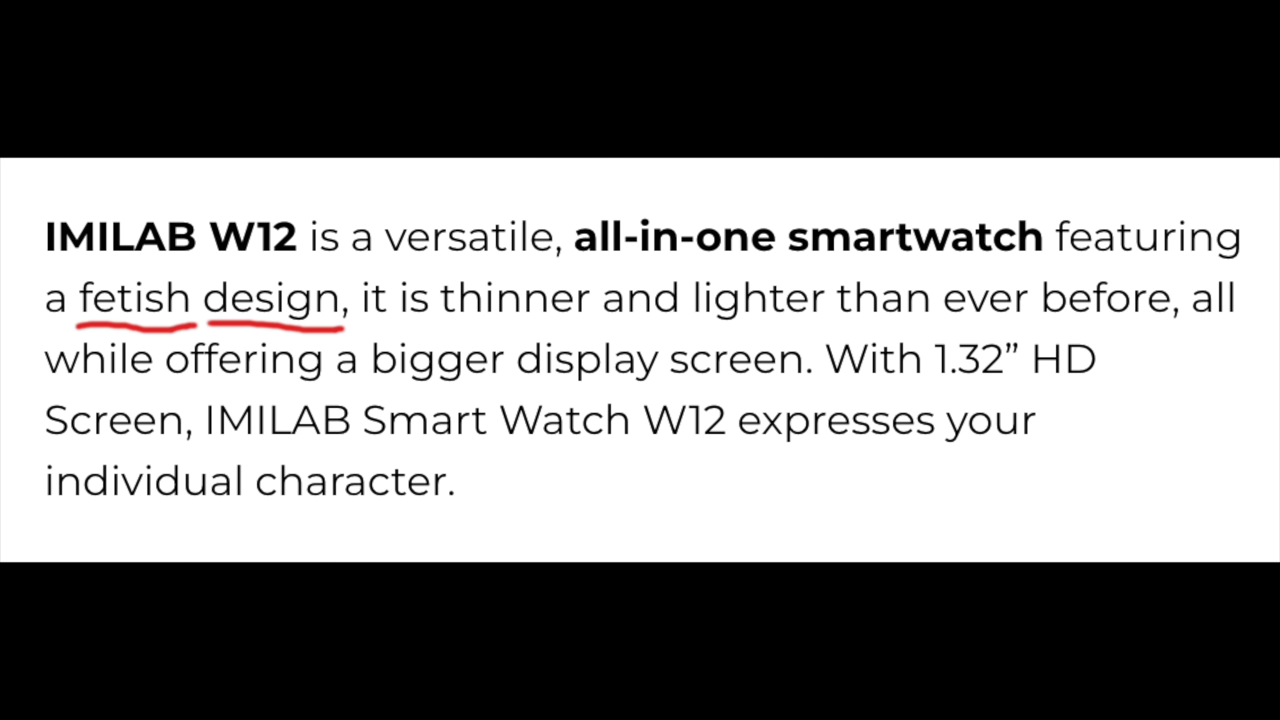 IMILAB W12 is a versatile, all-in-one smartwatch featuring
a fetish design, it is thinner and lighter than ever before, all
while offering a bigger display screen. With 1.32” HD
Screen, IMILAB Smart Watch W12 expresses your
individual character.